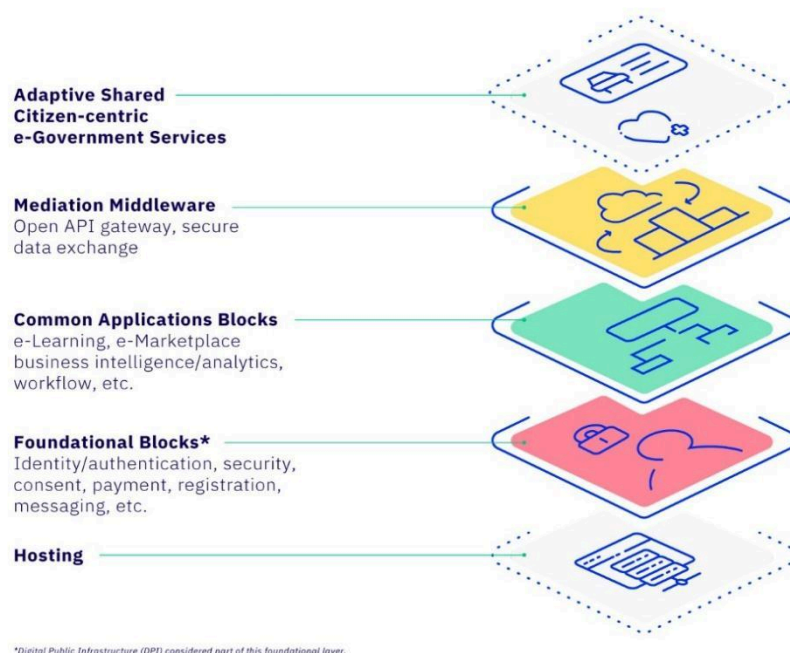 Adaptive Shared
Citizen-centric
e-Government Services
Mediation Middleware
Open API gateway, secure
data exchange
Common Applications Blocks
e-Learning, e-Marketplace
business intelligence/analytics,
workflow, etc.
Foundational Blocks*
Identity/authentication, security,
consent, payment, registration,
messaging, etc.
Hosting
*Digital Public Infrastructure (DPI) considered part of this foundational layer.